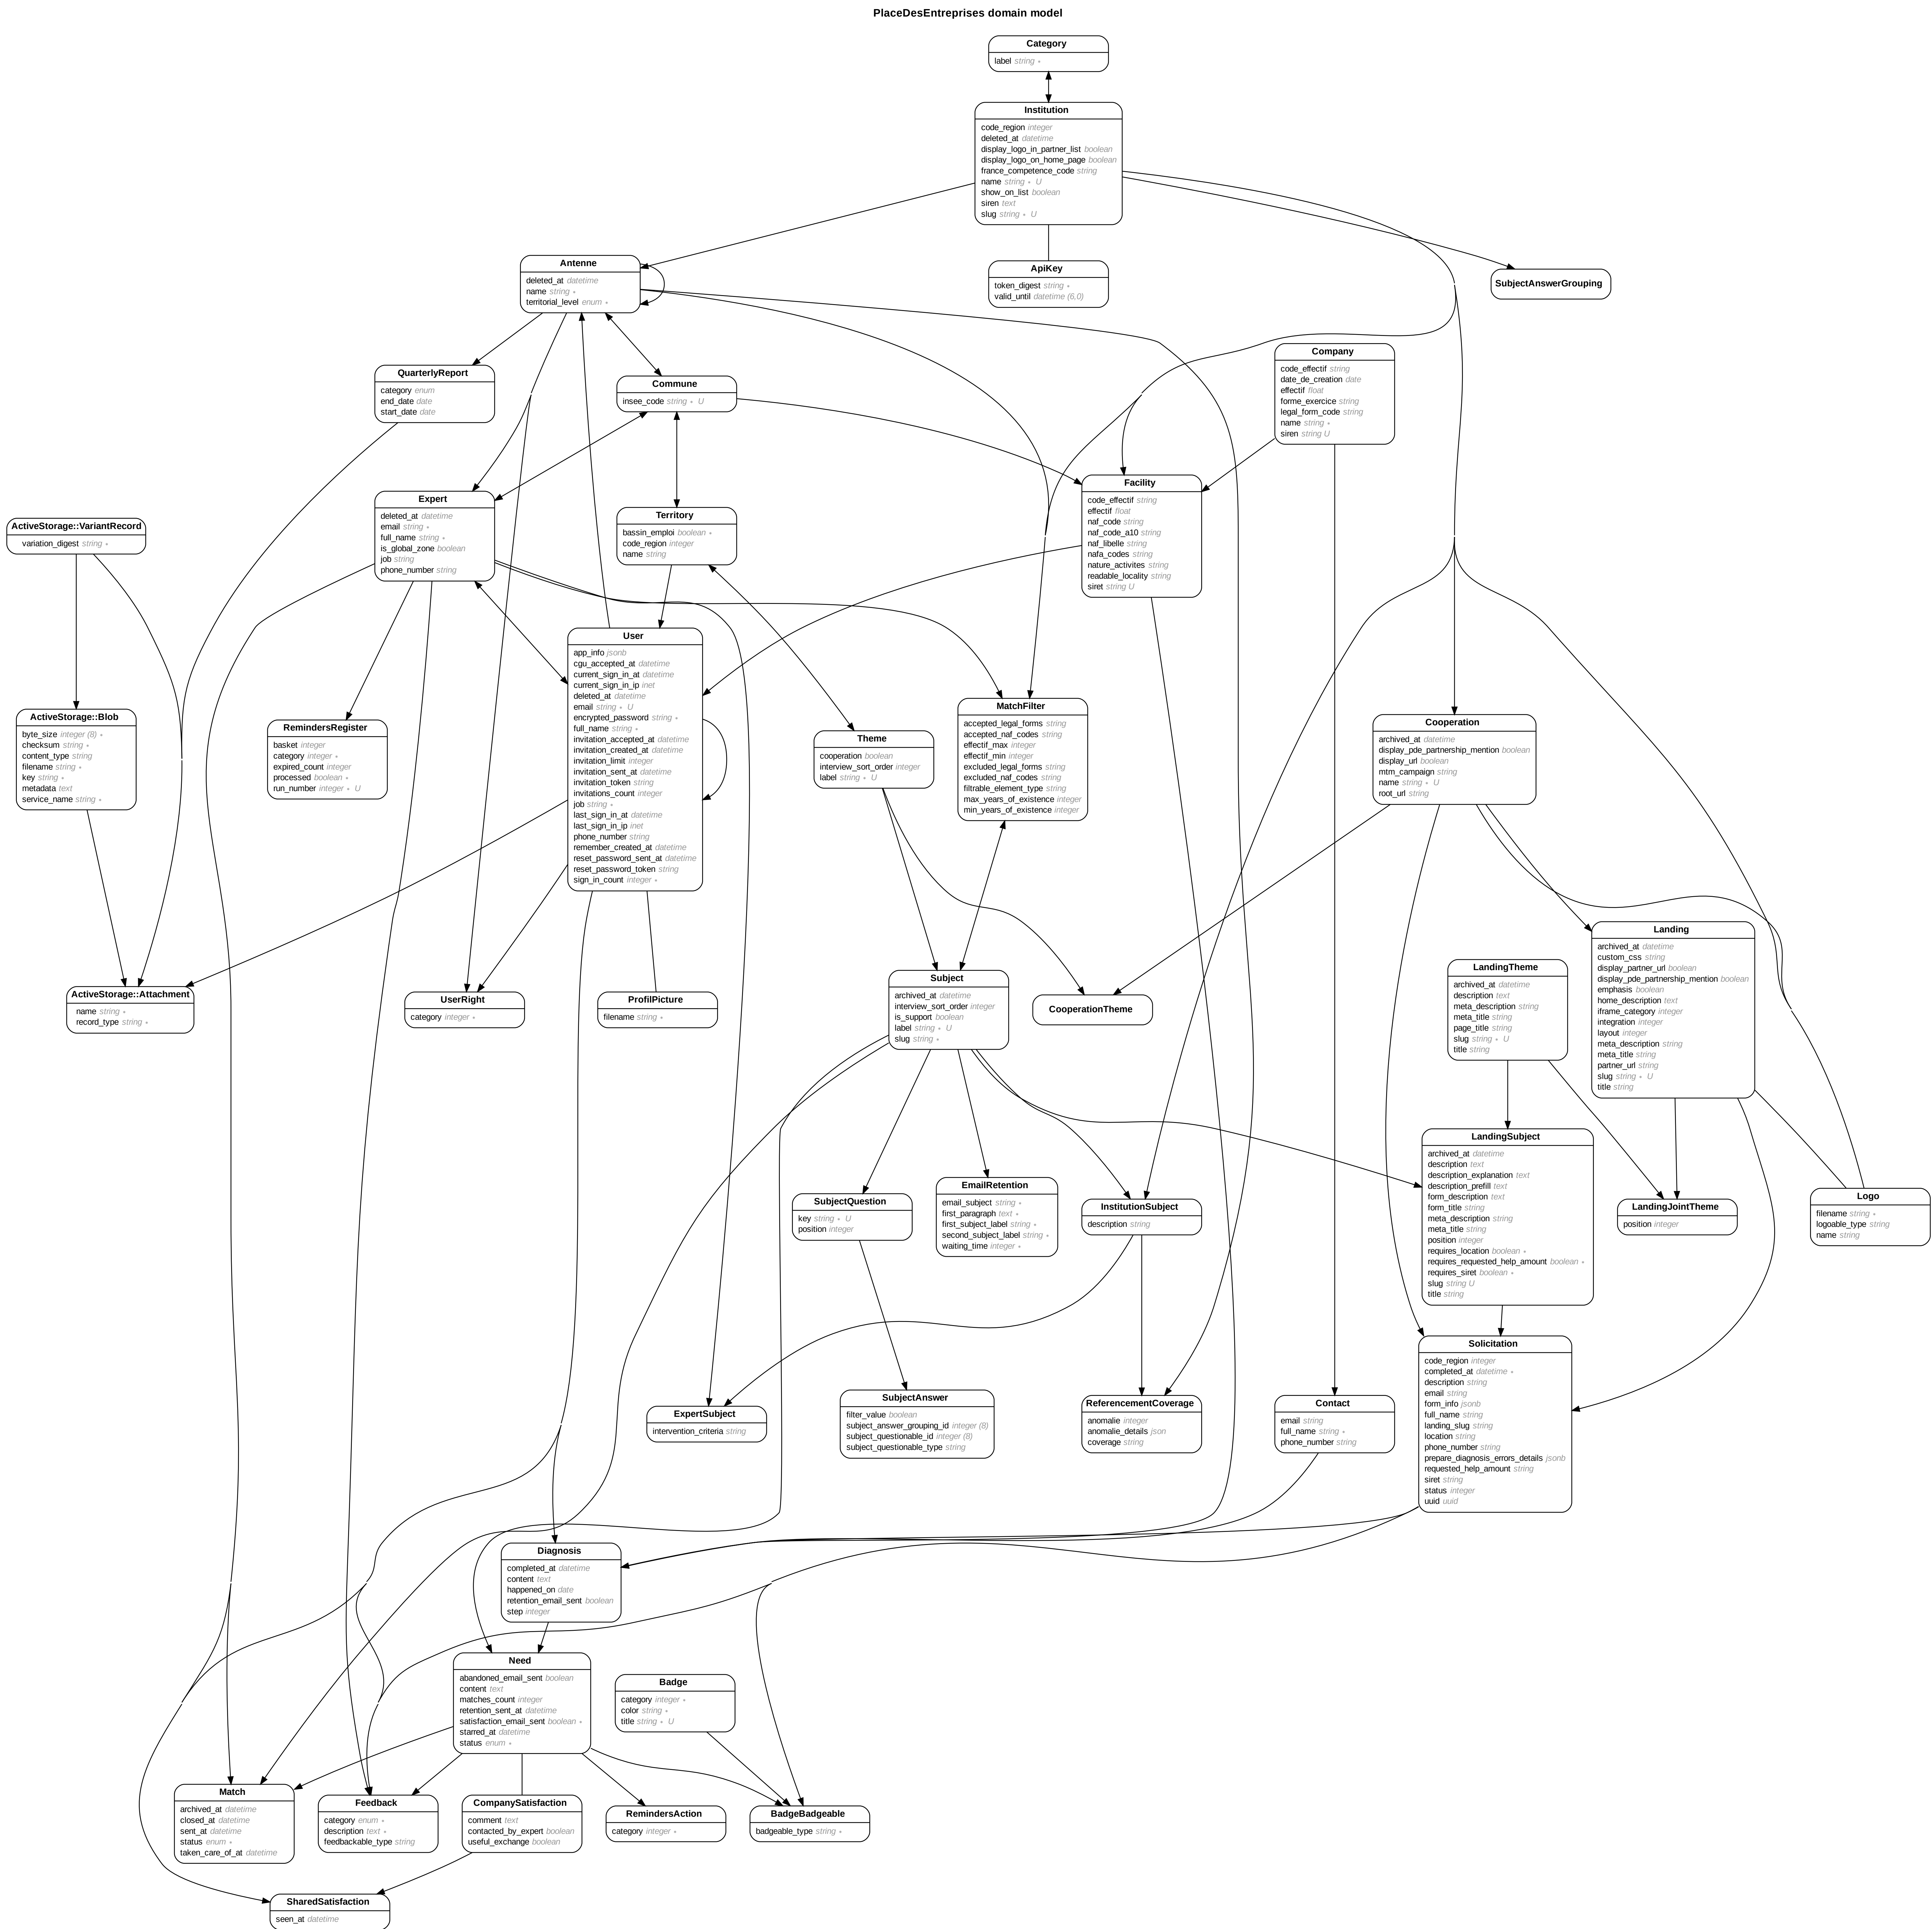 PlaceDesEntreprises domain model
Category
label string ∗
Institution
code_region integer
deleted_at datetime
display_logo_in_partner_list boolean
display_logo_on_home_page boolean
france_competence_code string
name string ∗ U
show_on_list boolean
siren text
slug string ∗ U
Antenne
deleted_at datetime
name string ∗
territorial_level enum ∗
ApiKey
token_digest string ∗
valid_until datetime (6,0)
SubjectAnswerGrouping
QuarterlyReport
category enum
end_date date
start_date date
Commune
insee_code string ∗ U
Company
code_effectif string
date_de_creation date
effectif float
forme_exercice string
legal_form_code string
name string ∗
siren string U
Expert
deleted_at datetime
email string ∗
full_name string ∗
is_global_zone boolean
job string
phone_number string
Territory
bassin_emploi boolean ∗
code_region integer
name string
Facility
code_effectif string
effectif float
naf_code string
naf_code_a10 string
naf_libelle string
nafa_codes string
nature_activites string
readable_locality string
siret string U
ActiveStorage::VariantRecord
variation_digest string ∗
User
app_info jsonb
cgu_accepted_at datetime
current_sign_in_at datetime
current_sign_in_ip inet
deleted_at datetime
email string ∗ U
encrypted_password string ∗
full_name string ∗
invitation_accepted_at datetime
invitation_created_at datetime
invitation_limit integer
invitation_sent_at datetime
invitation_token string
invitations_count integer
job string ∗
last_sign_in_at datetime
last_sign_in_ip inet
phone_number string
remember_created_at datetime
reset_password_sent_at datetime
reset_password_token string
sign_in_count integer ∗
ActiveStorage::Blob
byte_size integer (8) ∗
checksum string ∗
content_type string
filename string ∗
key string ∗
metadata text
service_name string ∗
RemindersRegister
basket integer
category integer ∗
expired_count integer
processed boolean ∗
run_number integer ∗ U
Theme
cooperation boolean
interview_sort_order integer
label string ∗ U
MatchFilter
accepted_legal_forms string
accepted_naf_codes string
effectif_max integer
effectif_min integer
excluded_legal_forms string
excluded_naf_codes string
filtrable_element_type string
max_years_of_existence integer
min_years_of_existence integer
Cooperation
archived_at datetime
display_pde_partnership_mention boolean
display_url boolean
mtm_campaign string
name string ∗ U
root_url string
Landing
archived_at datetime
custom_css string
display_partner_url boolean
display_pde_partnership_mention boolean
emphasis boolean
home_description text
iframe_category integer
integration integer
layout integer
meta_description string
meta_title string
partner_url string
slug string ∗ U
title string
LandingTheme
archived_at datetime
description text
meta_description string
meta_title string
page_title string
slug string ∗ U
title string
ActiveStorage::Attachment
name string ∗
record_type string ∗
UserRight
category integer ∗
ProfilPicture
filename string ∗
Subject
archived_at datetime
interview_sort_order integer
is_support boolean
label string ∗ U
slug string ∗
CooperationTheme
LandingSubject
archived_at datetime
description text
description_explanation text
description_prefill text
form_description text
form_title string
meta_description string
meta_title string
position integer
requires_location boolean ∗
requires_requested_help_amount boolean ∗
requires_siret boolean ∗
slug string U
title string
SubjectQuestion
key string ∗ U
position integer
EmailRetention
email_subject string ∗
first_paragraph text ∗
first_subject_label string ∗
second_subject_label string ∗
waiting_time integer ∗
InstitutionSubject
description string
LandingJointTheme
position integer
Logo
filename string ∗
logoable_type string
name string
Solicitation
code_region integer
completed_at datetime ∗
description string
email string
form_info jsonb
full_name string
landing_slug string
location string
phone_number string
prepare_diagnosis_errors_details jsonb
requested_help_amount string
siret string
status integer
uuid uuid
ExpertSubject
intervention_criteria string
SubjectAnswer
filter_value boolean
subject_answer_grouping_id integer (8)
subject_questionable_id integer (8)
subject_questionable_type string
ReferencementCoverage
anomalie integer
anomalie_details json
coverage string
Contact
email string
full_name string ∗
phone_number string
Diagnosis
completed_at datetime
content text
happened_on date
retention_email_sent boolean
step integer
Need
abandoned_email_sent boolean
content text
matches_count integer
retention_sent_at datetime
satisfaction_email_sent boolean ∗
starred_at datetime
status enum ∗
Badge
category integer ∗
color string ∗
title string ∗ U
Match
archived_at datetime
closed_at datetime
sent_at datetime
status enum ∗
taken_care_of_at datetime
Feedback
category enum ∗
description text ∗
feedbackable_type string
CompanySatisfaction
comment text
contacted_by_expert boolean
useful_exchange boolean
RemindersAction
category integer ∗
BadgeBadgeable
badgeable_type string ∗
SharedSatisfaction
seen_at datetime